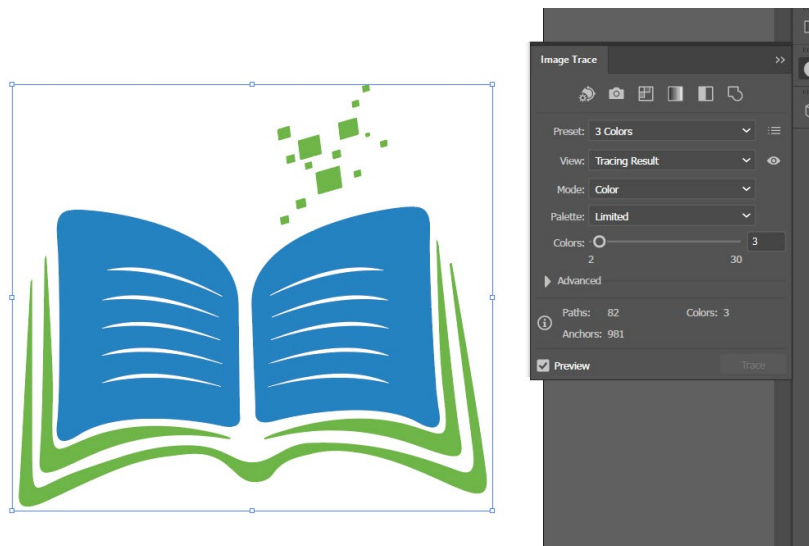 Image Trace
Preset: 3 Colors
View: Tracing Result
Mode: Color
Palette: Limited
Colors: 3
2 30
Advanced
Paths: 82 Colors: 3
Anchors: 981
Preview Trace